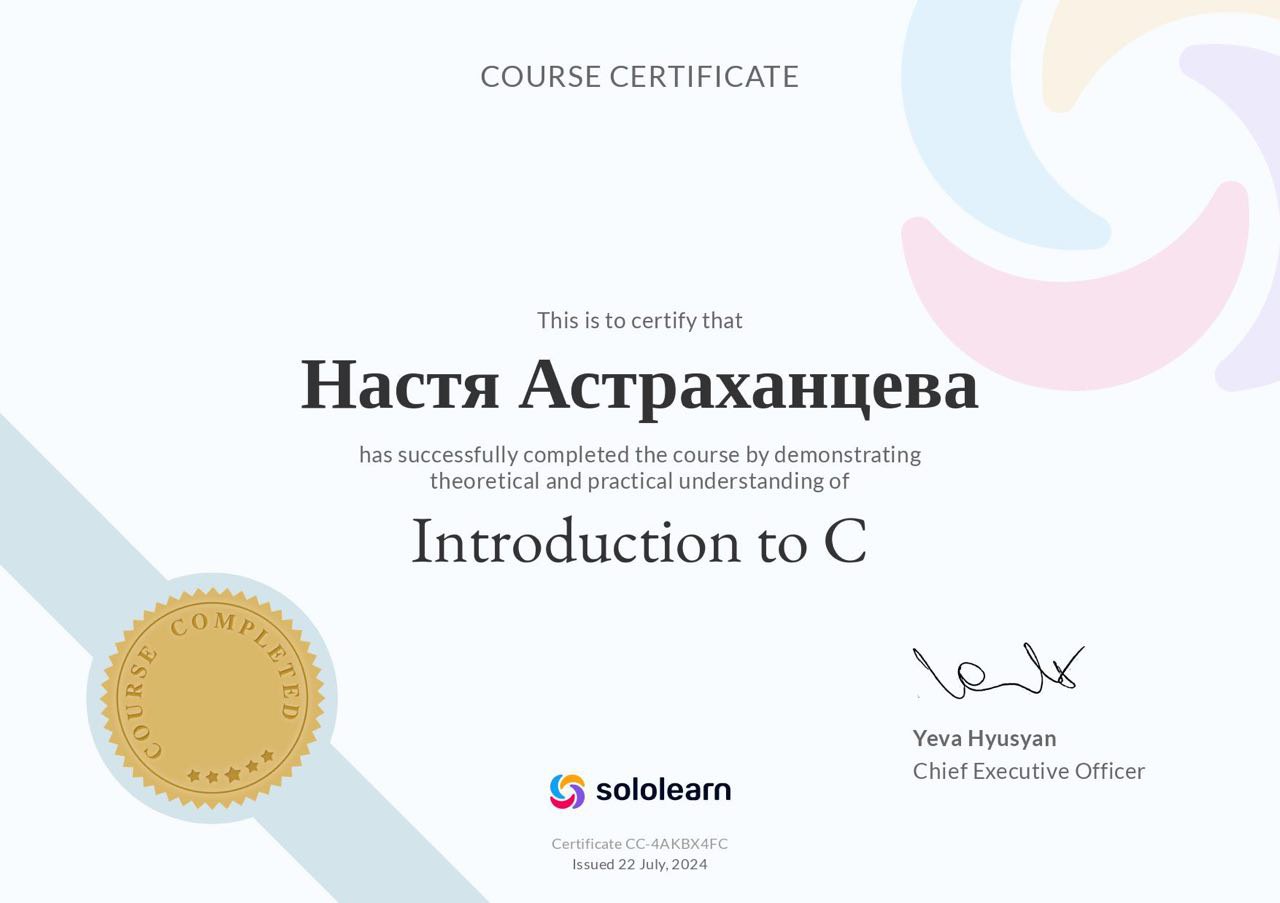 COURSE CERTIFICATE
This is to certify that
Настя Астраханцева
has successfully completed the course by demonstrating
theoretical and practical understanding of
Introduction to C
COURSE COMPLETED
Yeva Hyusyan
Chief Executive Officer
sololearn
Certificate CC-4AKBX4FC
Issued 22 July, 2024